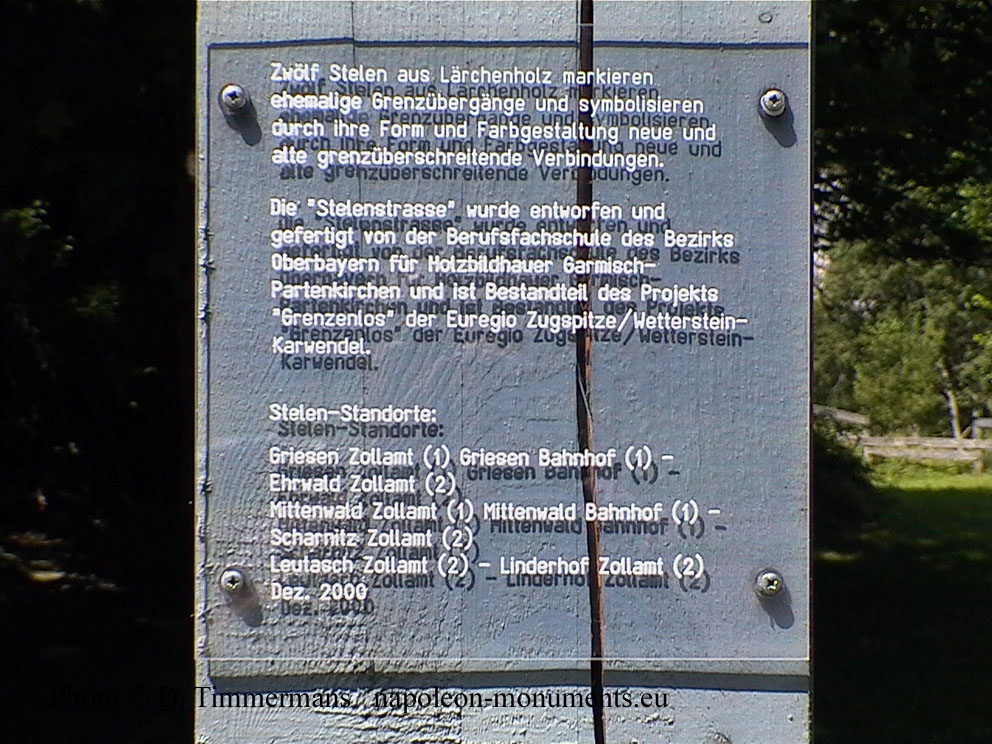 Zwölf Stelen aus Lärchenholz markieren
ehemalige Grenzübergänge und symbolisieren
durch ihre Form und Farbgestaltung neue und
alte grenzüberschreitende Verbindungen.
Die "Stelenstrasse" wurde entworfen und
gefertigt von der Berufsfachschule des Bezirks
Oberbayern für Holzbildhauer Garmisch-
Partenkirchen und ist Bestandteil des Projekts
"Grenzenlos" der Euregio Zugspitze/Wetterstein-
Karwendel.
Stelen-Standorte:
Griesen Zollamt (1) Griesen Bahnhof (1) -
Ehrwald Zollamt (2)
Mittenwald Zollamt (1) Mittenwald Bahnhof (1) -
Scharnitz Zollamt (2)
Leutasch Zollamt (2) - Linderhof Zollamt (2)
Dez. 2000
Photo © D. Timmermans napoleon-monuments.eu